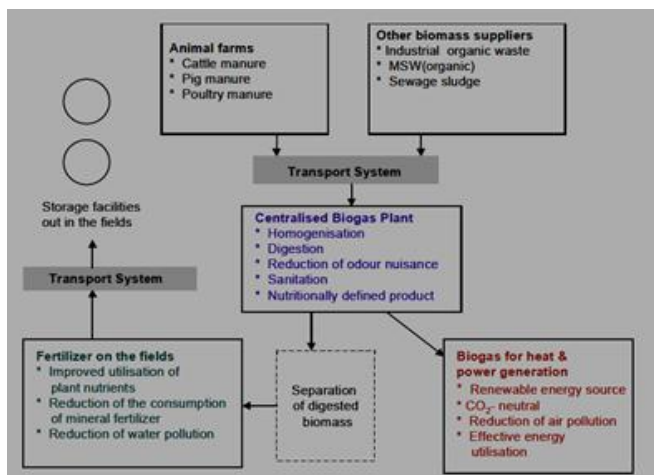 Animal farms
* Cattle manure
* Pig manure
* Poultry manure
Other biomass suppliers
* Industrial organic waste
* MSW(organic)
* Sewage sludge
Transport System
Storage facilities
out in the fields
Centralised Biogas Plant
* Homogenisation
* Digestion
* Reduction of odour nuisance
* Sanitation
* Nutritionally defined product
Transport System
Fertilizer on the fields
* Improved utilisation of
plant nutrients
* Reduction of the consumption
of mineral fertilizer
* Reduction of water pollution
Separation
of digested
biomass
Biogas for heat &
power generation
* Renewable energy source
* CO₂- neutral
* Reduction of air pollution
* Effective energy
utilisation